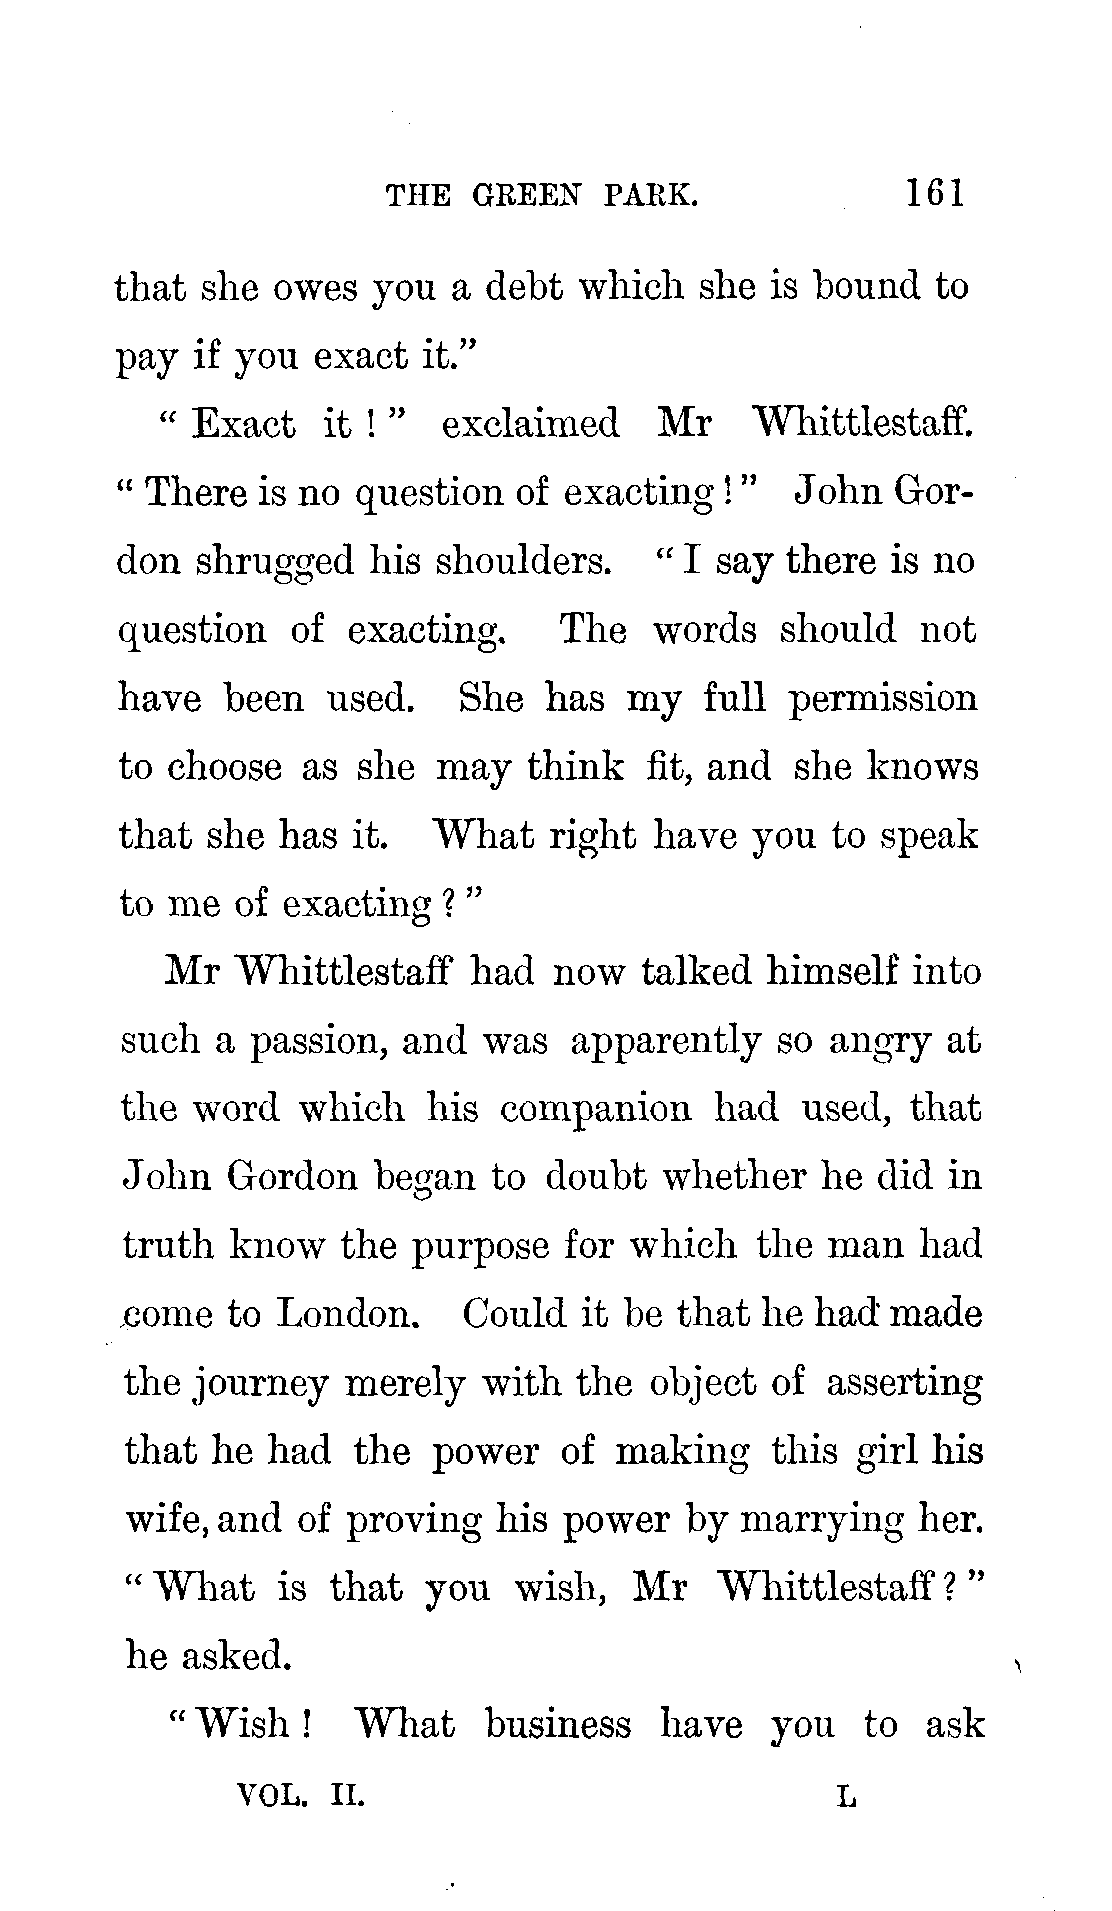 THE GREEN PARK. 161
that she owes you a debt which she is bound to
pay if you exact it.”
“ Exact it ! ” exclaimed Mr Whittlestaff.
“ There is no question of exacting ! ” John Gor-
don shrugged his shoulders. “ I say there is no
question of exacting. The words should not
have been used. She has my full permission
to choose as she may think fit, and she knows
that she has it. What right have you to speak
to me of exacting ? ”
Mr Whittlestaff had now talked himself into
such a passion, and was apparently so angry at
the word which his companion had used, that
John Gordon began to doubt whether he did in
truth know the purpose for which the man had
come to London. Could it be that he had made
the journey merely with the object of asserting
that he had the power of making this girl his
wife, and of proving his power by marrying her.
“ What is that you wish, Mr Whittlestaff ? ”
he asked.
“ Wish ! What business have you to ask
VOL. II. L